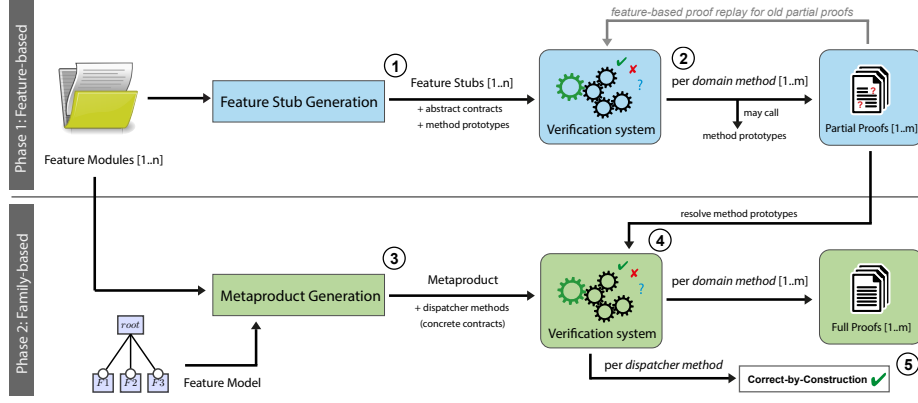 feature-based proof replay for old partial proofs
Phase 1: Feature-based
1
2
Feature Stub Generation
Feature Stubs [1..n]
+ abstract contracts
+ method prototypes
?
Verification system
per domain method [1..m]
may call
method prototypes
? ?
Partial Proofs [1..m]
Feature Modules [1..n]
resolve method prototypes
Phase 2: Family-based
3
4
Metaproduct Generation
Metaproduct
+ dispatcher methods
(concrete contracts)
?
Verification system
per domain method [1..m]
Full Proofs [1..m]
root
F1 F2 F3
Feature Model
per dispatcher method
5
Correct-by-Construction